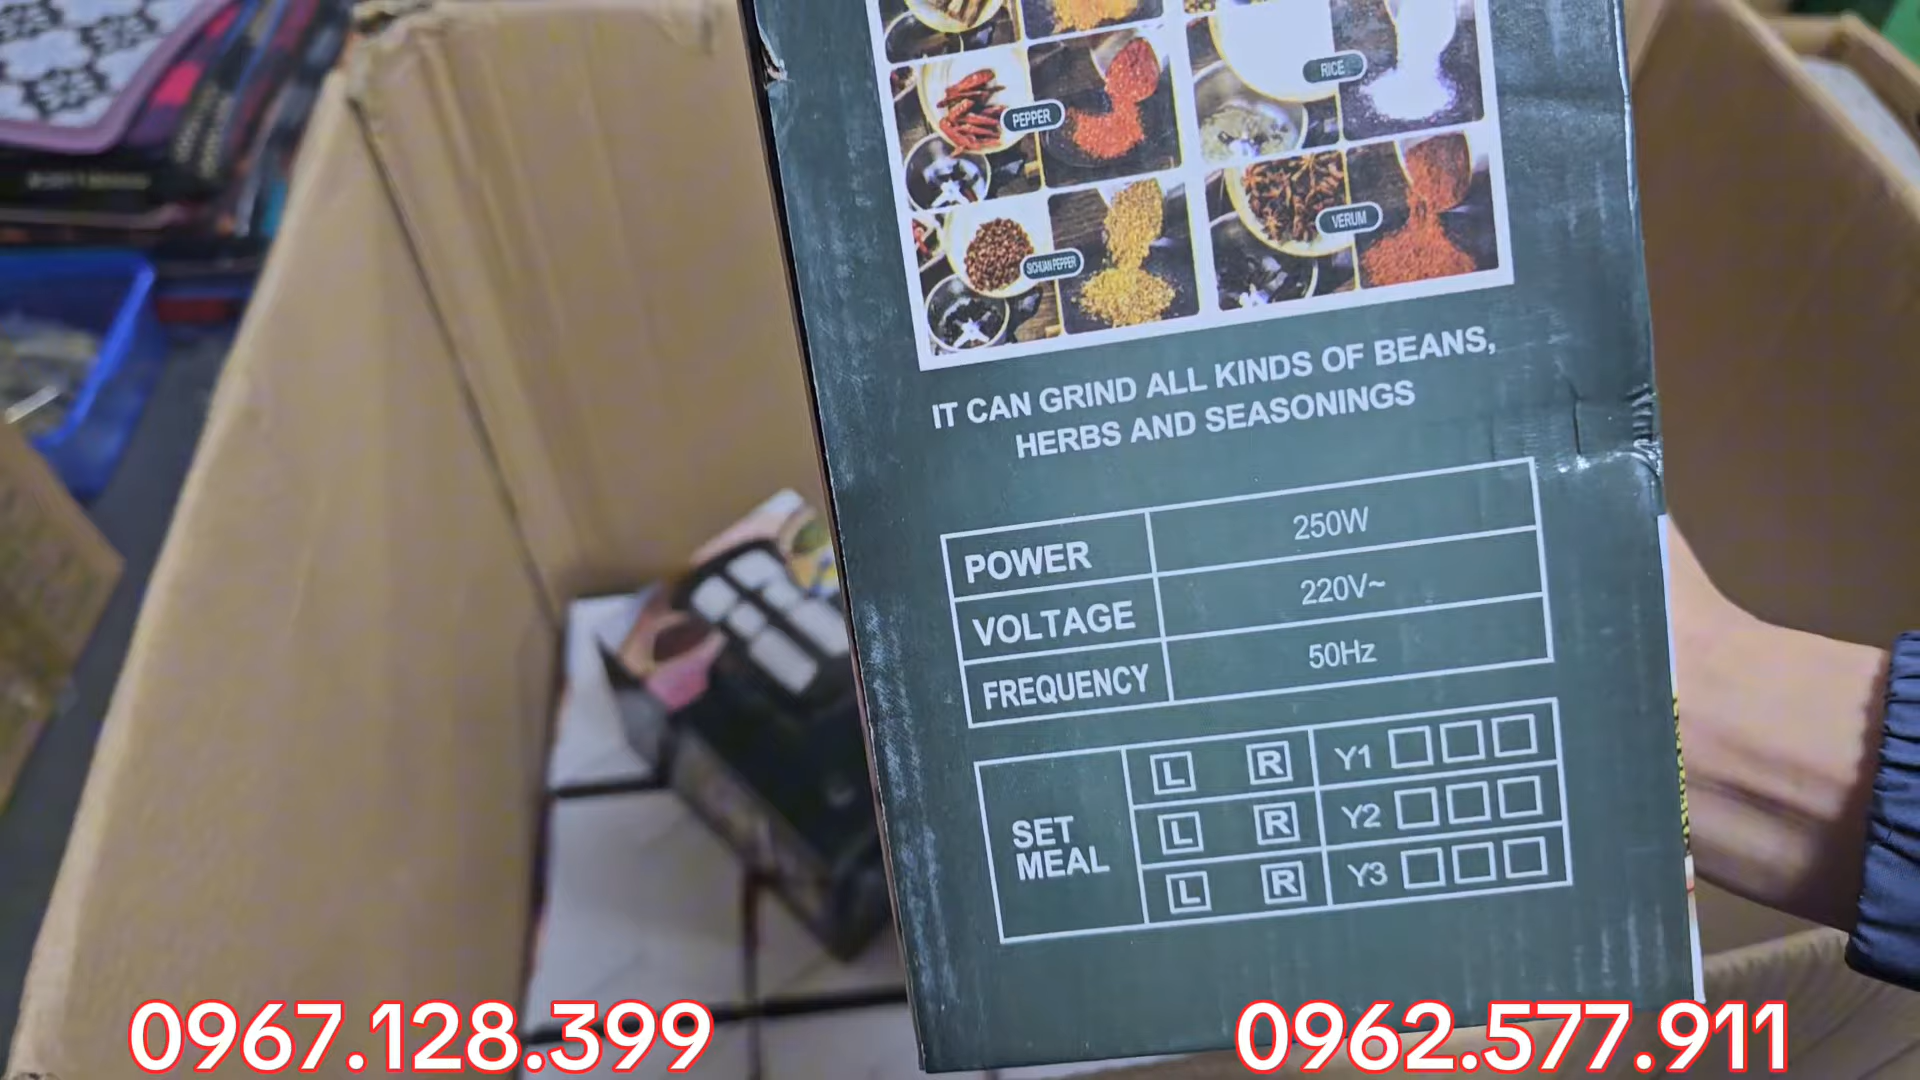 RICE
PEPPER
VERUM
SICHUAN PEPPER
IT CAN GRIND ALL KINDS OF BEANS,
HERBS AND SEASONINGS
POWER 250W
VOLTAGE 220V~
FREQUENCY 50Hz
SET
MEAL
L R Y1
L R Y2
L R Y3
0967.128.399
0962.577.911